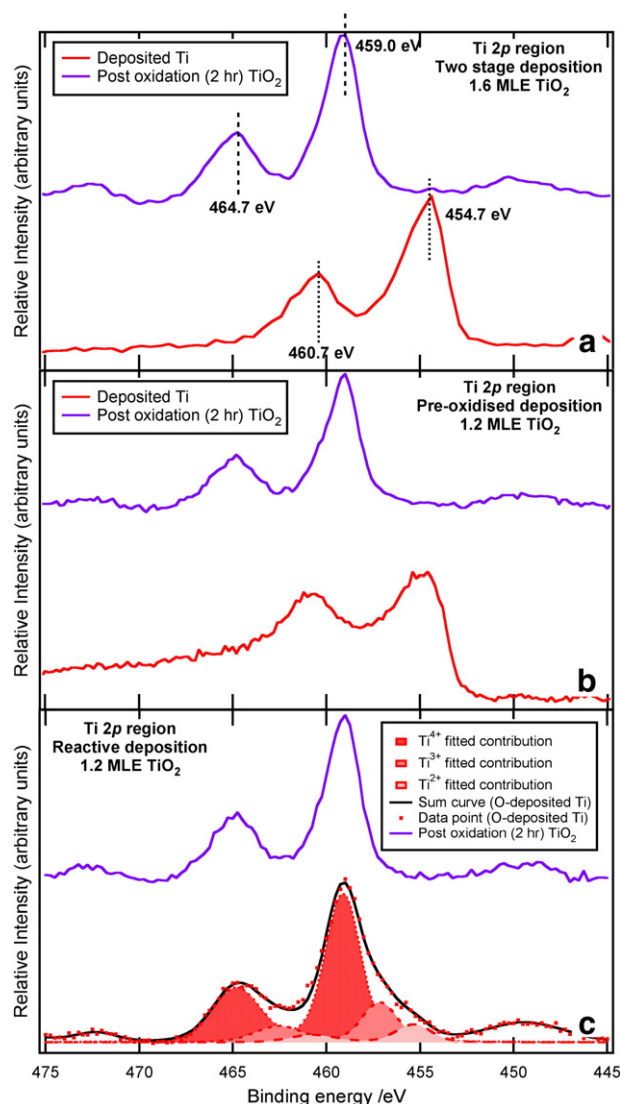 Relative Intensity (arbitrary units)
Deposited Ti
Post oxidation (2 hr) TiO₂
459.0 eV
Ti 2p region
Two stage deposition
1.6 MLE TiO₂
464.7 eV
454.7 eV
460.7 eV
a
Relative Intensity (arbitrary units)
Deposited Ti
Post oxidation (2 hr) TiO₂
Ti 2p region
Pre-oxidised deposition
1.2 MLE TiO₂
b
Relative Intensity (arbitrary units)
Ti 2p region
Reactive deposition
1.2 MLE TiO₂
Ti⁴⁺ fitted contribution
Ti³⁺ fitted contribution
Ti²⁺ fitted contribution
Sum curve (O-deposited Ti)
Data point (O-deposited Ti)
Post oxidation (2 hr) TiO₂
c
475 470 465 460 455 450 445
Binding energy /eV